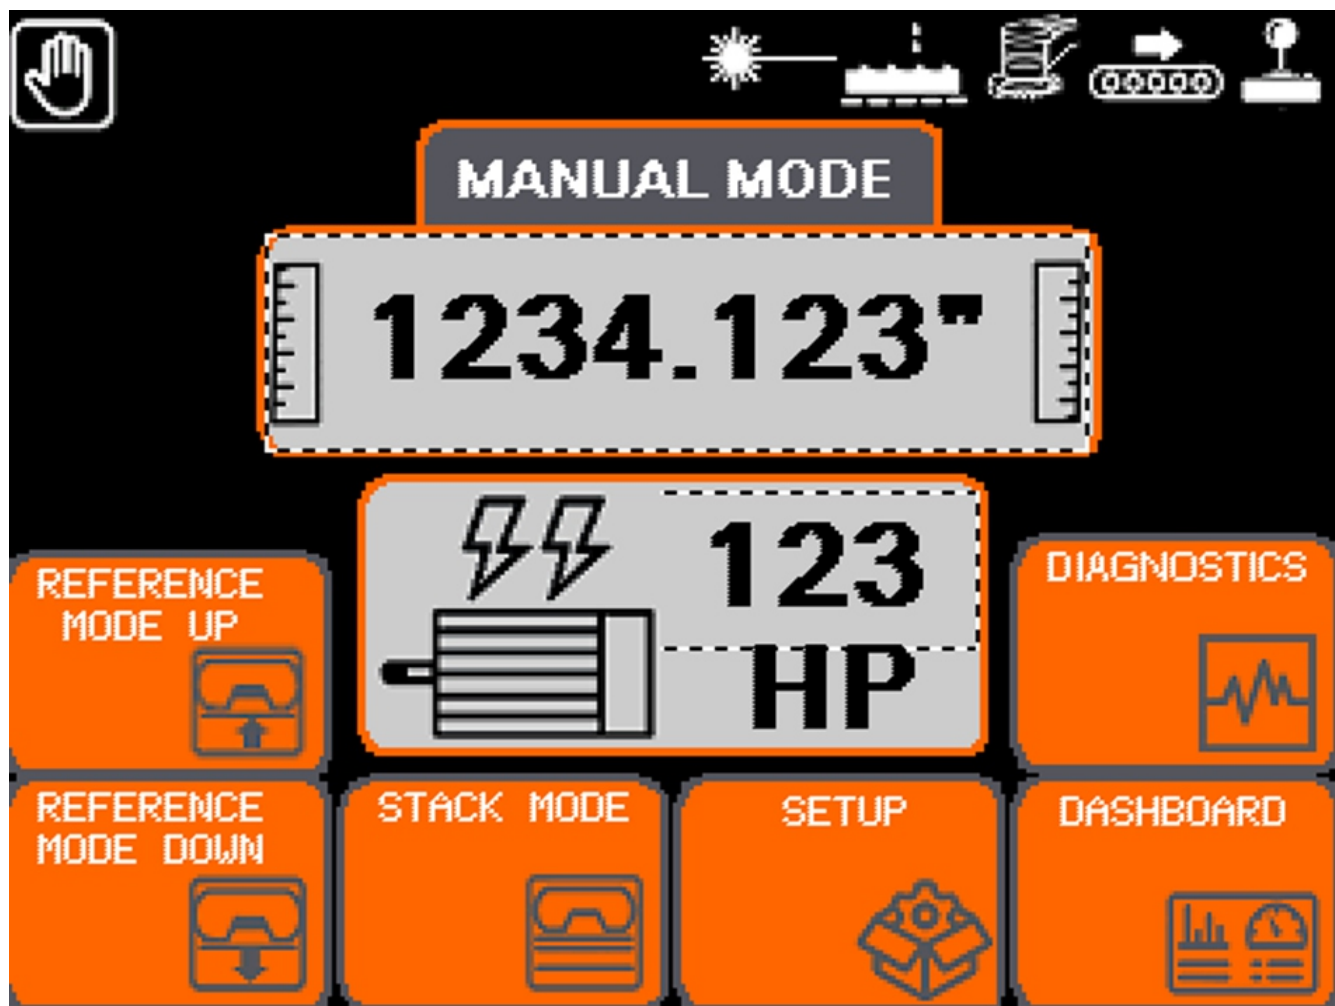 MANUAL MODE
1234.123"
123
HP
REFERENCE
MODE UP
DIAGNOSTICS
REFERENCE
MODE DOWN
STACK MODE
SETUP
DASHBOARD